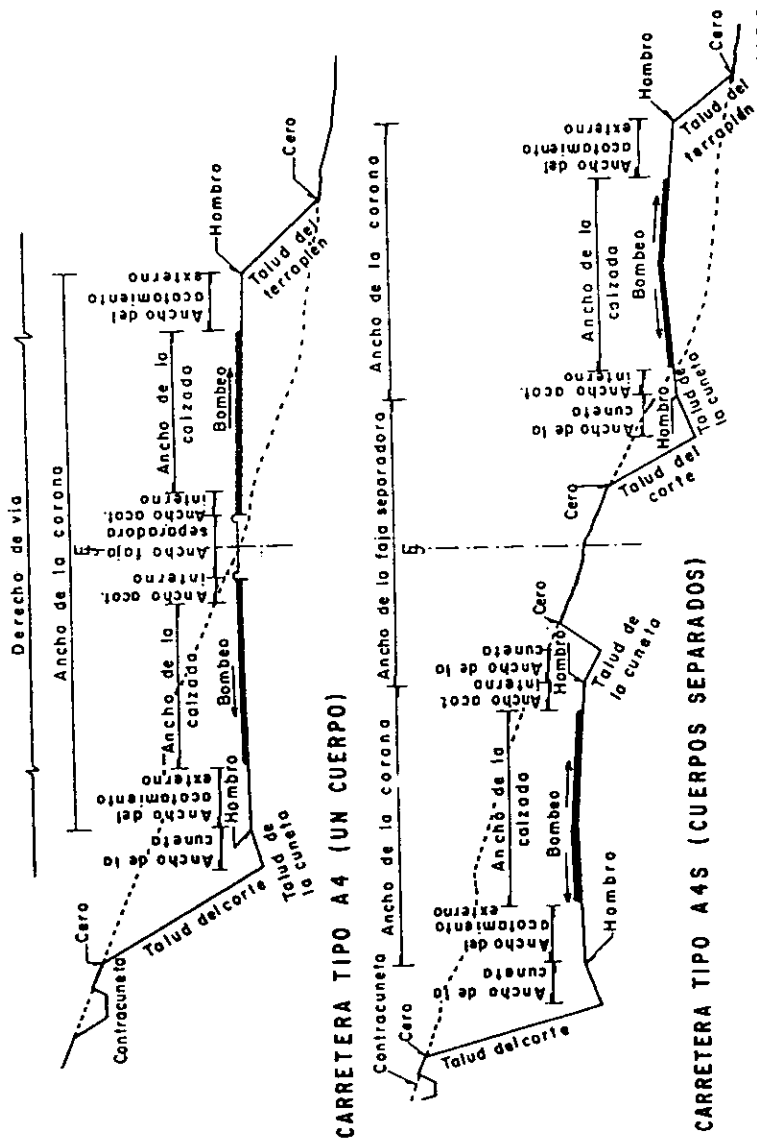 Derecho de vía
Ancho de la corona
Contracuneta
Cero
Talud del corte
Ancho de la
cuneta
Talud de
la cuneta
Hombro
Ancho del
acotamiento
externo
Ancho de la
calzada
Bombeo
Ancho acot.
interno
Ancho faja
separadora
Ancho acot.
interno
Ancho de la
calzada
Bombeo
Ancho del
acotamiento
externo
Hombro
Talud del
terraplén
Cero
CARRETERA TIPO A4 (UN CUERPO)
Ancho de la corona
Ancho de la faja separadora
Ancho de la corona
Contracuneta
Cero
Talud del corte
Ancho de la
cuneta
Ancho del
acotamiento
externo
Hombro
Ancho de la
calzada
Bombeo
Ancho acot
interno
Hombro
Ancho de la
cuneta
Talud de
la cuneta
Cero
Cero
Talud del
corte
Ancho de la
cuneta
Hombro
Talud de
la cuneta
Ancho acot.
interno
Ancho de la
calzada
Bombeo
Ancho del
acotamiento
externo
Hombro
Talud del
terraplén
Cero
CARRETERA TIPO A4S (CUERPOS SEPARADOS)